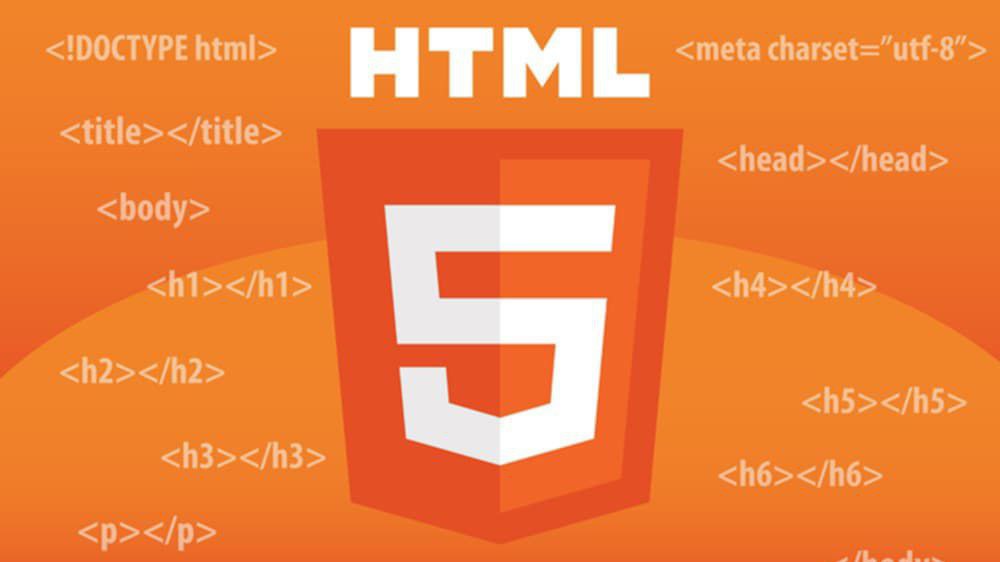 HTML
5
<!DOCTYPE html>
<title></title>
<body>
<h1></h1>
<h2></h2>
<h3></h3>
<p></p>
<meta charset=”utf-8”>
<head></head>
<h4></h4>
<h5></h5>
<h6></h6>
</body>